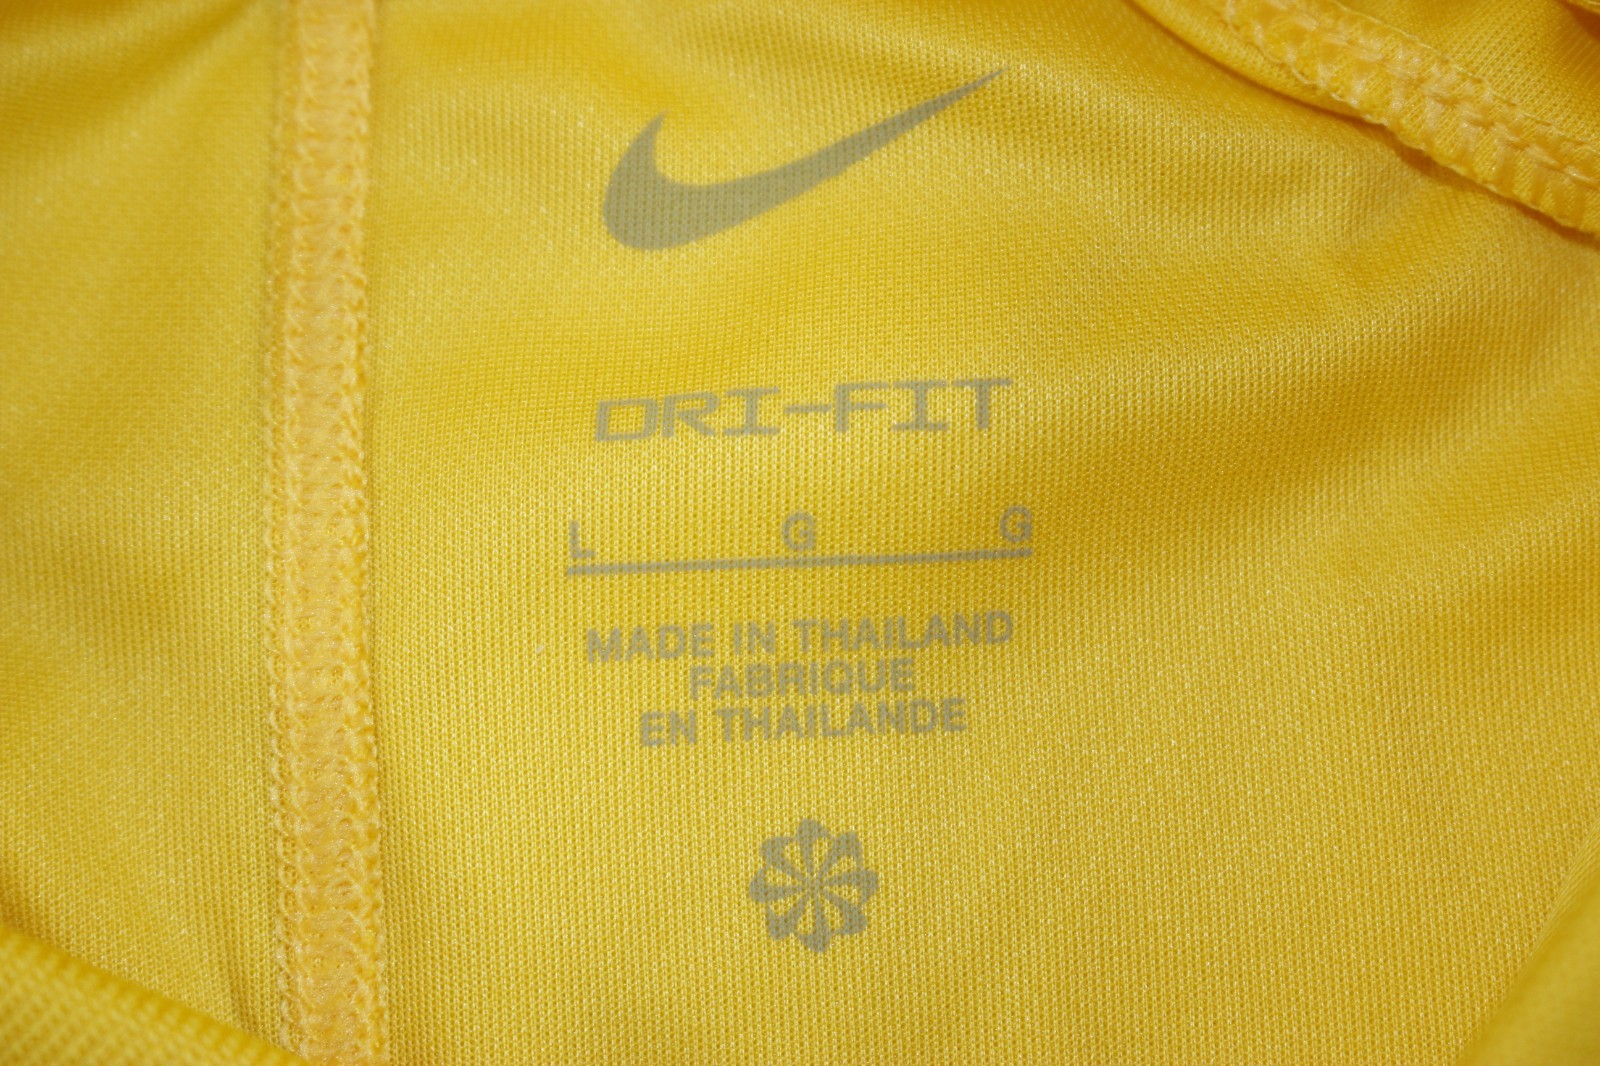 DRI-FIT
L G G
MADE IN THAILAND
FABRIQUE
EN THAILANDE